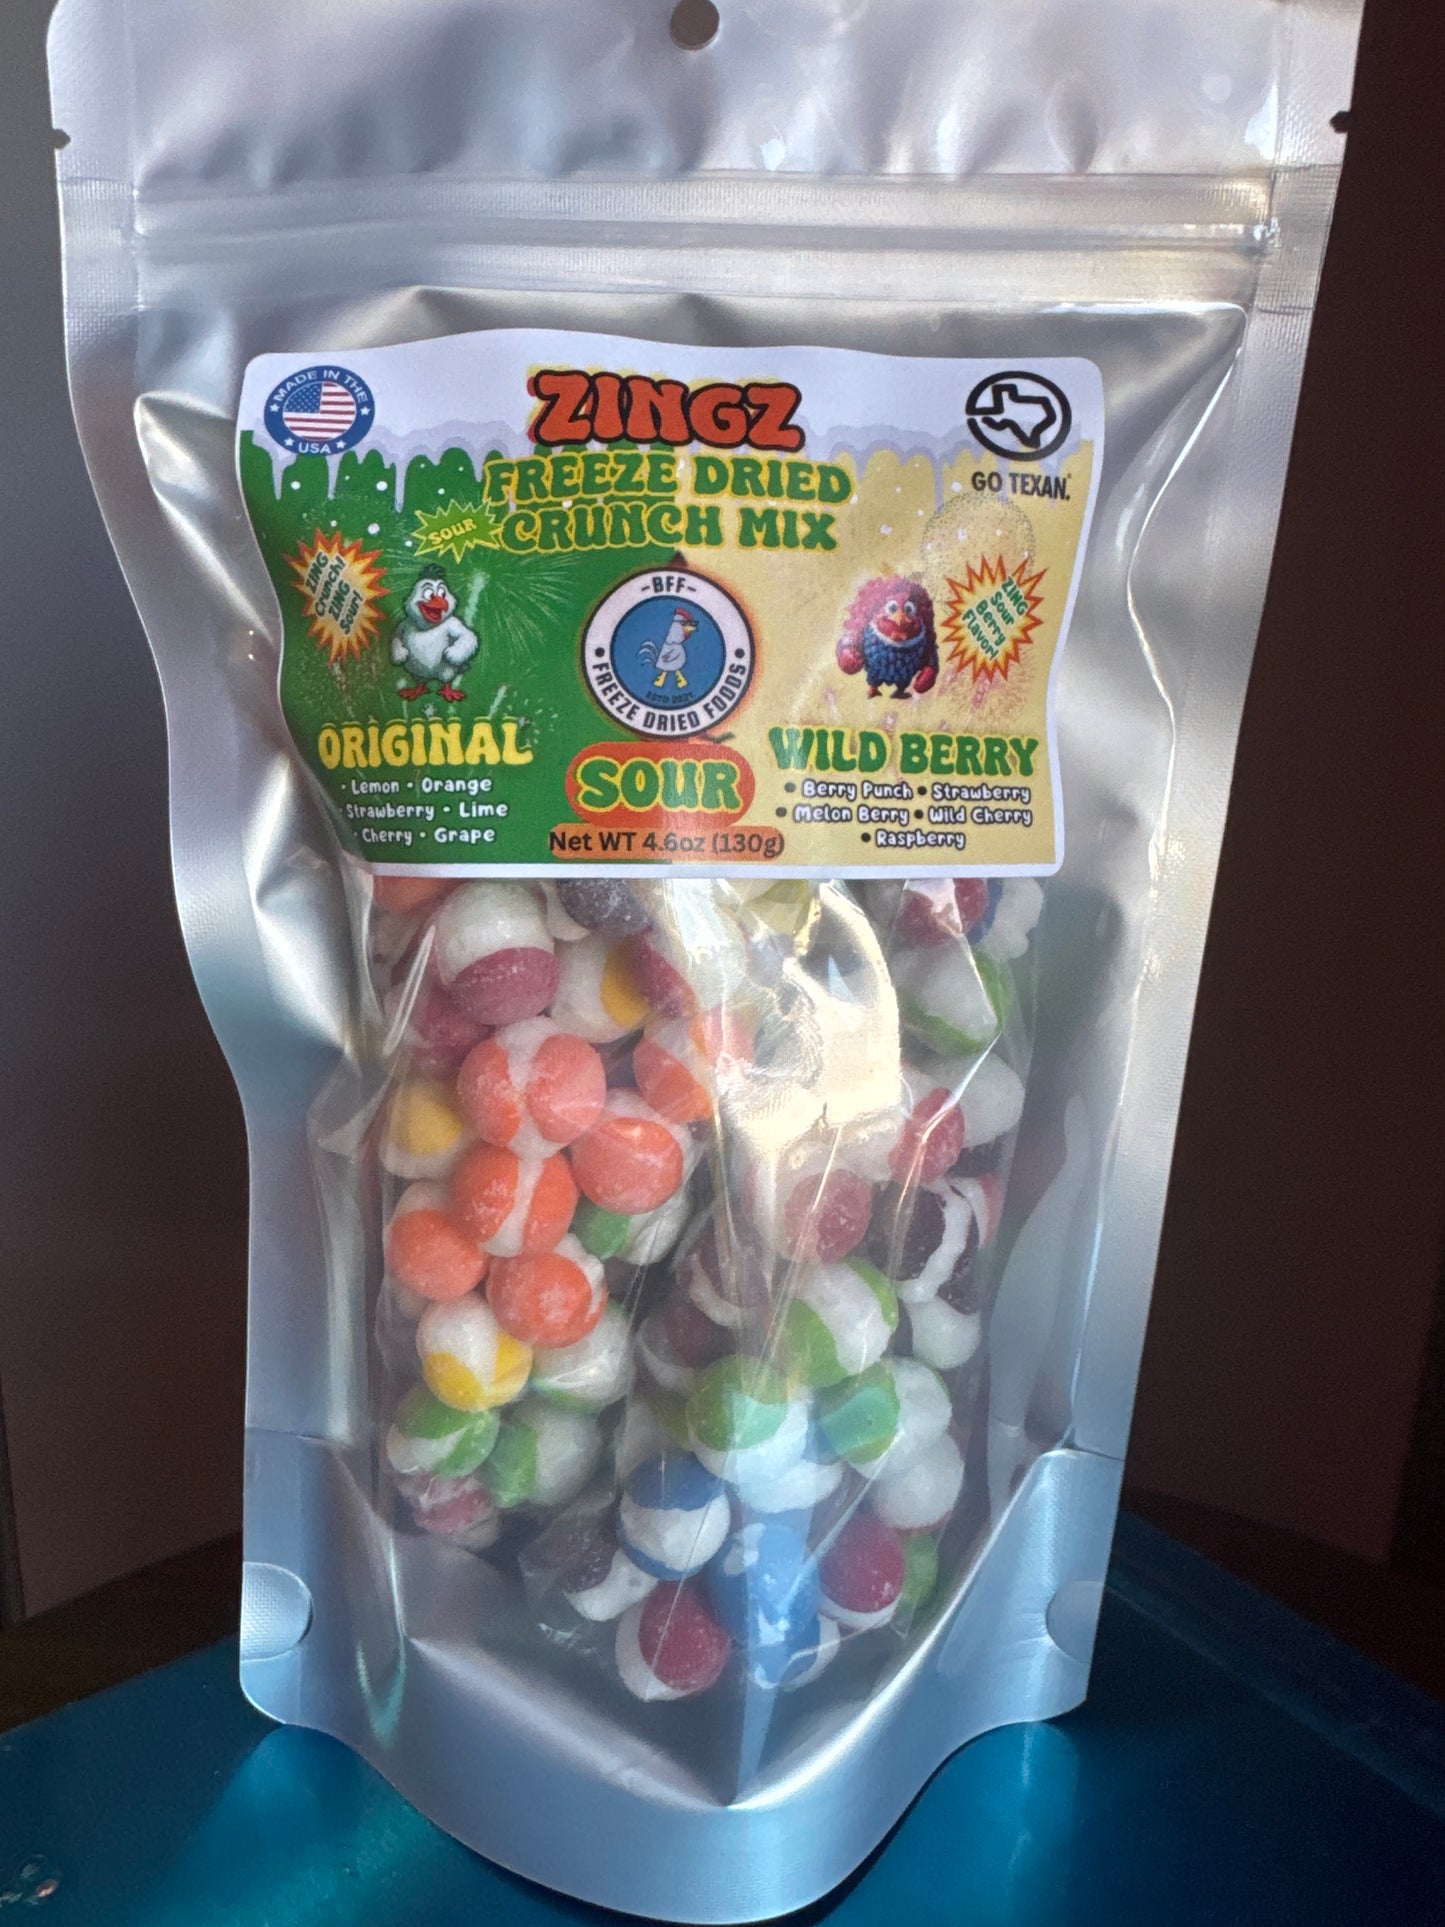 MADE IN THE
USA
ZINGZ
GO TEXAN.
FREEZE DRIED
SOUR
CRUNCH MIX
ZING
Crunch!
ZING
Sour!
-BFF-
• FREEZE DRIED FOODS •
ESTD 2021
ZING
Sour
Berry
Flavor!
ORIGINAL
• Lemon • Orange
Strawberry • Lime
• Cherry • Grape
SOUR
Net WT 4.6oz (130g)
WILD BERRY
• Berry Punch • Strawberry
• Melon Berry • Wild Cherry
• Raspberry